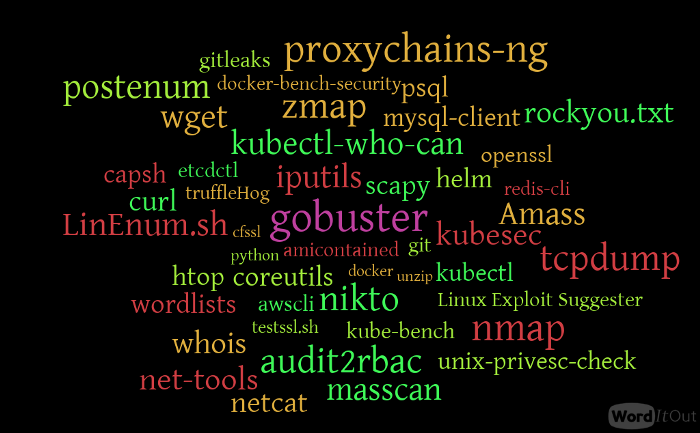 proxychains-ng
gitleaks
postenum docker-bench-security psql
wget zmap mysql-client rockyou.txt
kubectl-who-can openssl
capsh etcdctl iputils scapy helm redis-cli
curl truffleHog
LinEnum.sh cfssl gobuster Amass
python amicontained git kubesec tcpdump
htop coreutils docker unzip kubectl
wordlists awscli nikto Linux Exploit Suggester
testssl.sh kube-bench nmap
whois audit2rbac unix-privesc-check
net-tools masscan
netcat
WordItOut